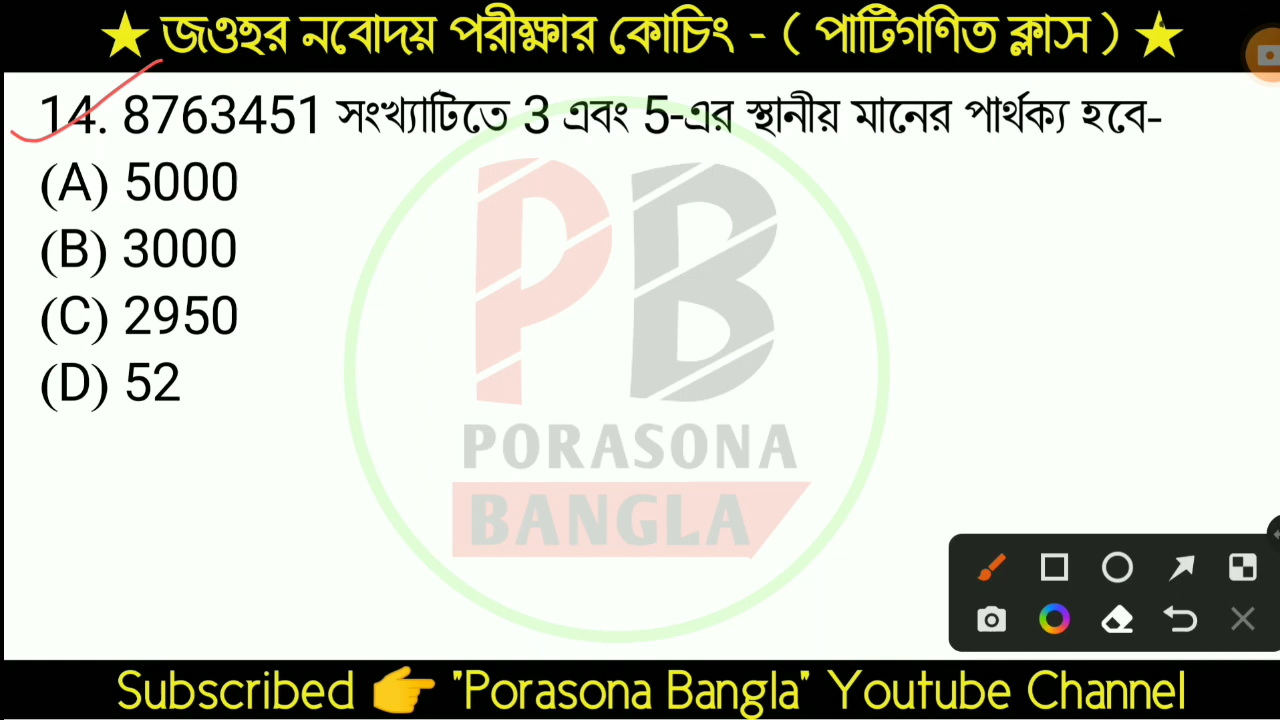 ★ জওহর নবোদয় পরীক্ষার কোচিং - ( পাটিগণিত ক্লাস ) ★
14. 8763451 সংখ্যাটিতে 3 এবং 5-এর স্থানীয় মানের পার্থক্য হবে-
(A) 5000
(B) 3000
(C) 2950
(D) 52
PB
PORASONA
BANGLA
Subscribed 👉 "Porasona Bangla" Youtube Channel